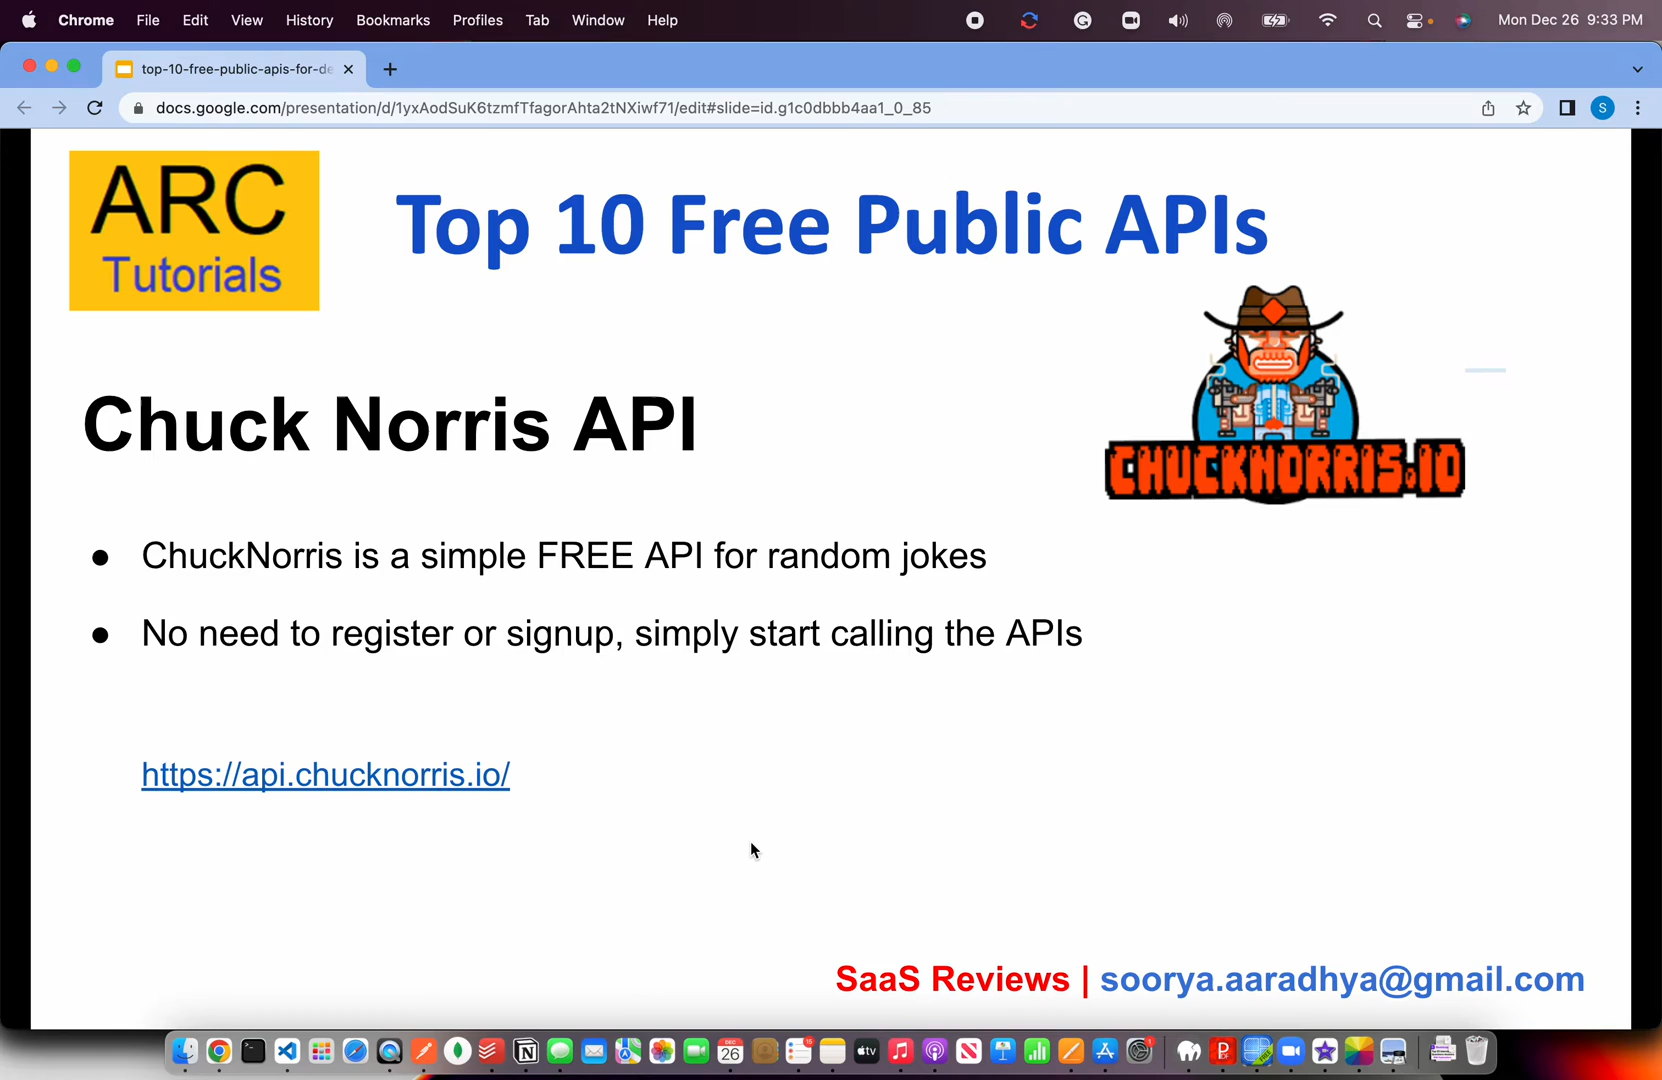 Chrome File Edit View History Bookmarks Profiles Tab Window Help Mon Dec 26 9:33 PM
top-10-free-public-apis-for-de
docs.google.com/presentation/d/1yxAodSuK6tzmfTfagorAhta2tNXiwf71/edit#slide=id.g1c0dbbb4aa1_0_85
S
ARC
Tutorials
Top 10 Free Public APIs
CHUCKNORRIS.IO
Chuck Norris API
● ChuckNorris is a simple FREE API for random jokes
● No need to register or signup, simply start calling the APIs
https://api.chucknorris.io/
SaaS Reviews | soorya.aaradhya@gmail.com
DEC
26
tv